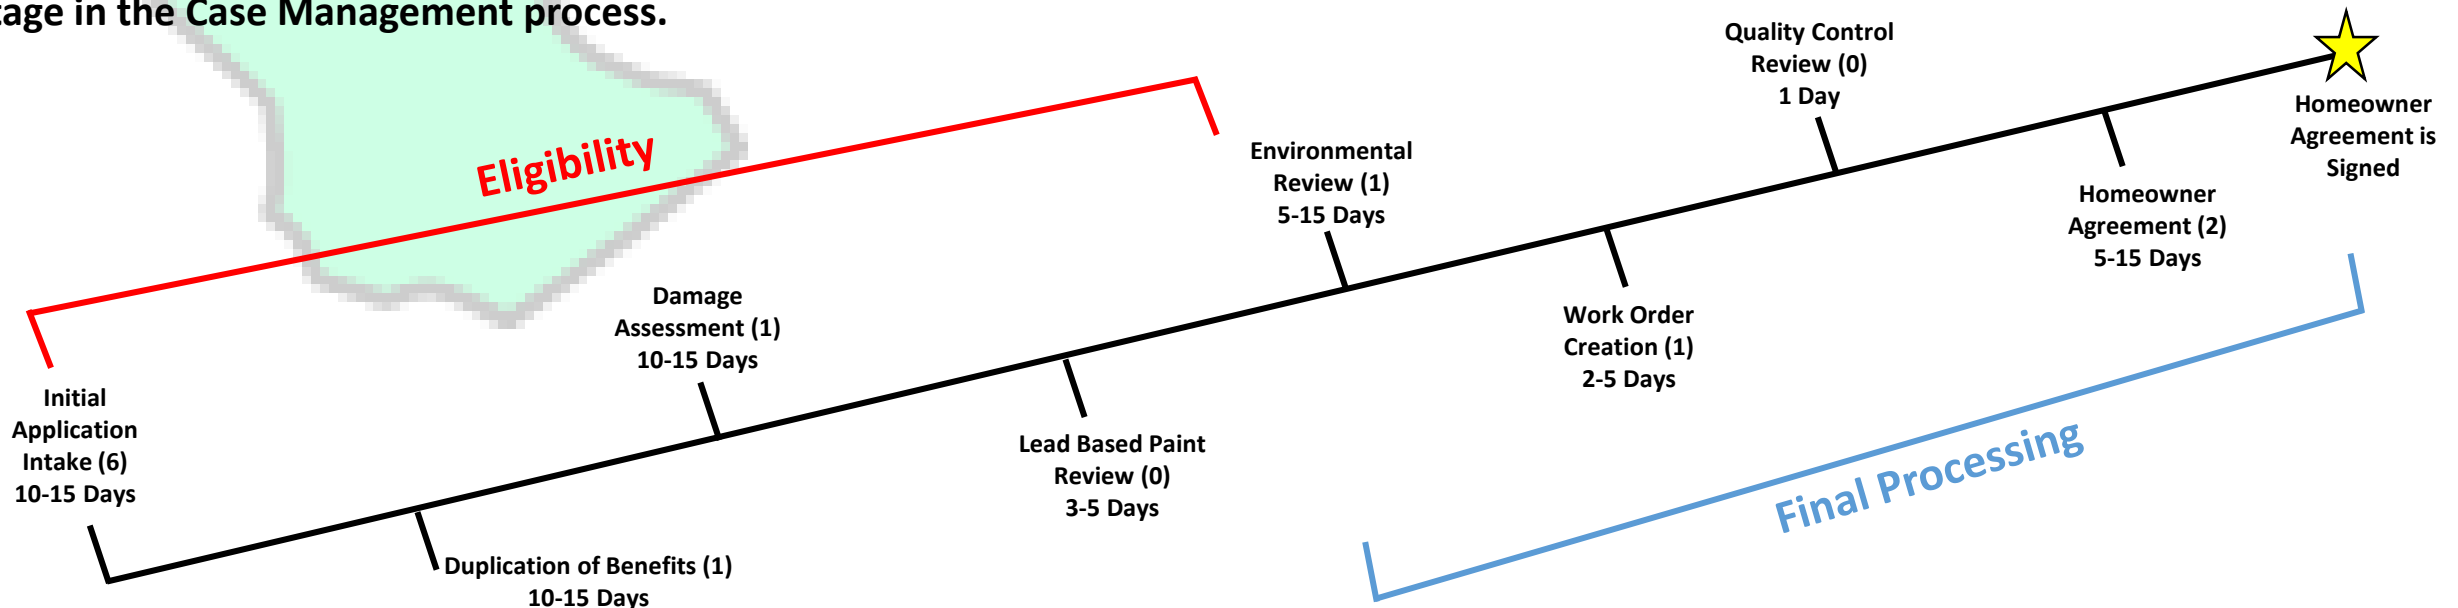 tage in the Case Management process.
Eligibility
Initial
Application
Intake (6)
10-15 Days
Duplication of Benefits (1)
10-15 Days
Damage
Assessment (1)
10-15 Days
Lead Based Paint
Review (0)
3-5 Days
Environmental
Review (1)
5-15 Days
Work Order
Creation (1)
2-5 Days
Quality Control
Review (0)
1 Day
Homeowner
Agreement (2)
5-15 Days
Homeowner
Agreement is
Signed
Final Processing